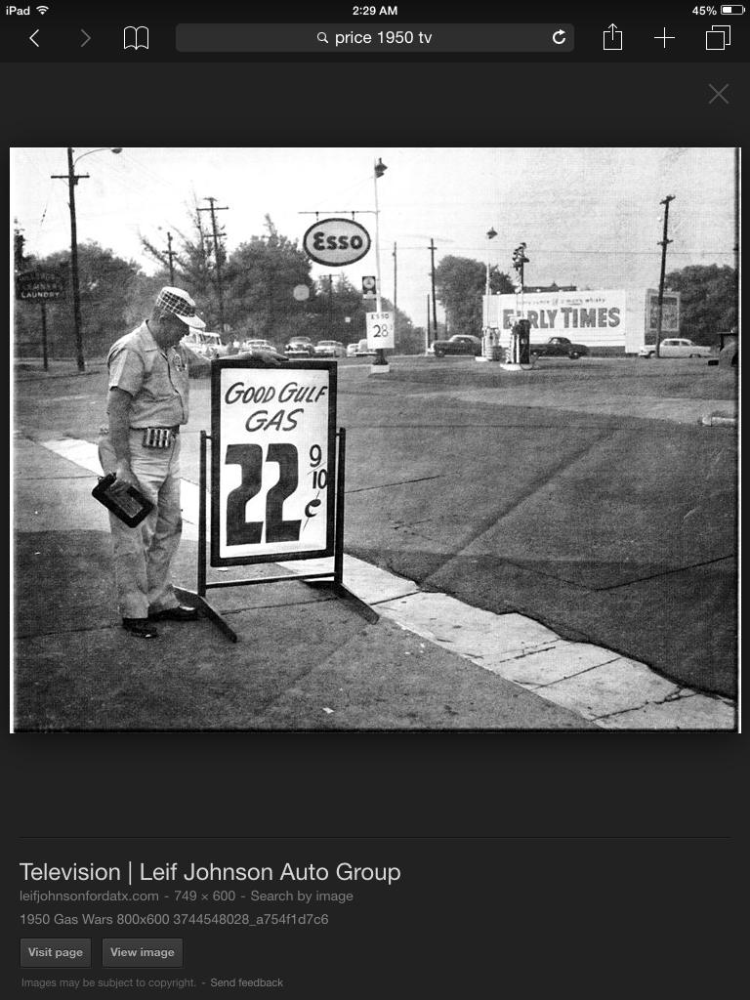 iPad
2:29 AM
45%
price 1950 tv
Esso
ESSO
28
LAUNDRY
EARLY TIMES
GOOD GULF
GAS
22 9/10 ¢
Television | Leif Johnson Auto Group
leifjohnsonfordatx.com - 749 × 600 - Search by image
1950 Gas Wars 800x600 3744548028_a754f1d7c6
Visit page
View image
Images may be subject to copyright. - Send feedback